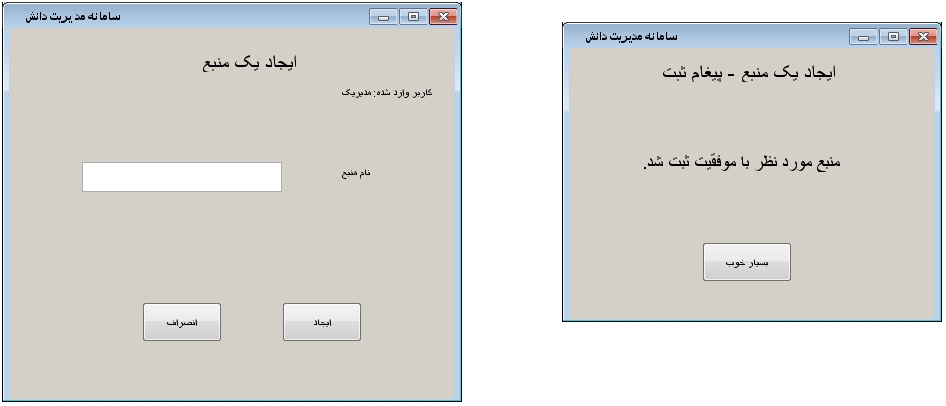 سامانه مدیریت دانش
ایجاد یک منبع
کاربر وارد شده: مدیریک
نام منبع
ایجاد
انصراف
سامانه مدیریت دانش
ایجاد یک منبع - پیغام ثبت
منبع مورد نظر با موفقیت ثبت شد.
بسیار خوب